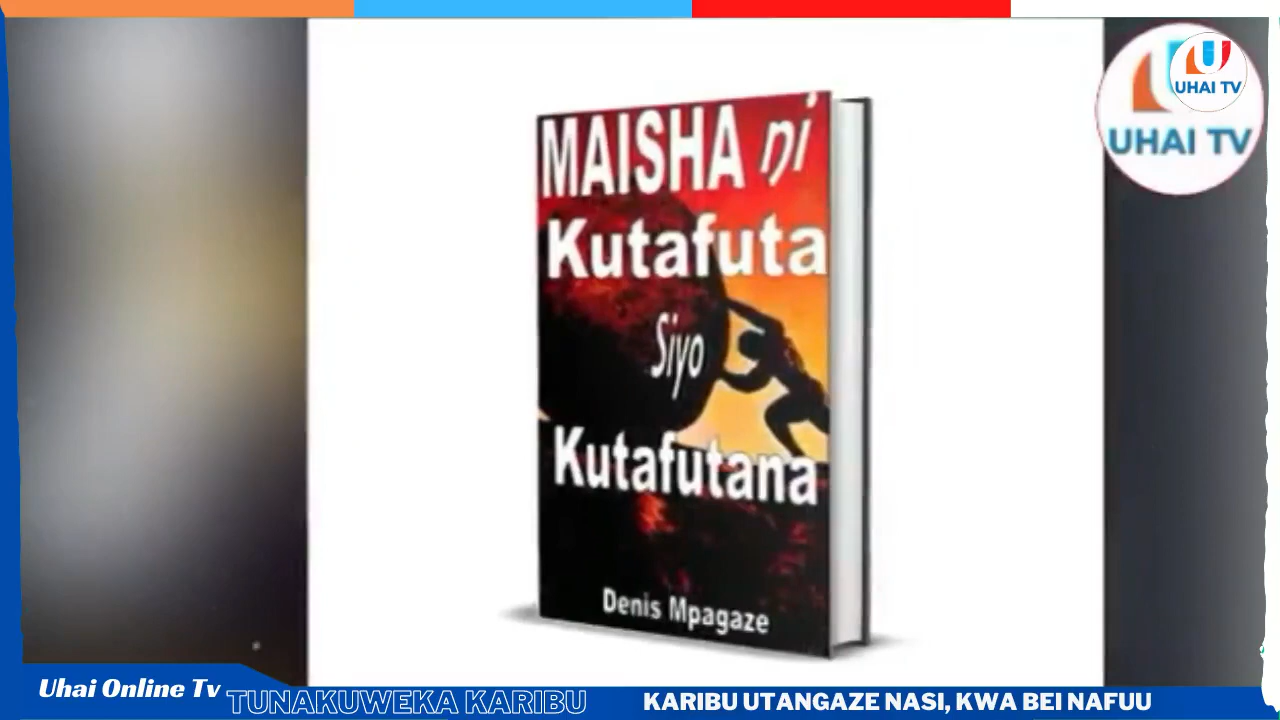 MAISHA ni
Kutafuta
Siyo
Kutafutana
Denis Mpagaze
UHAI TV
UHAI TV
Uhai Online Tv
TUNAKUWEKA KARIBU
KARIBU UTANGAZE NASI, KWA BEI NAFUU